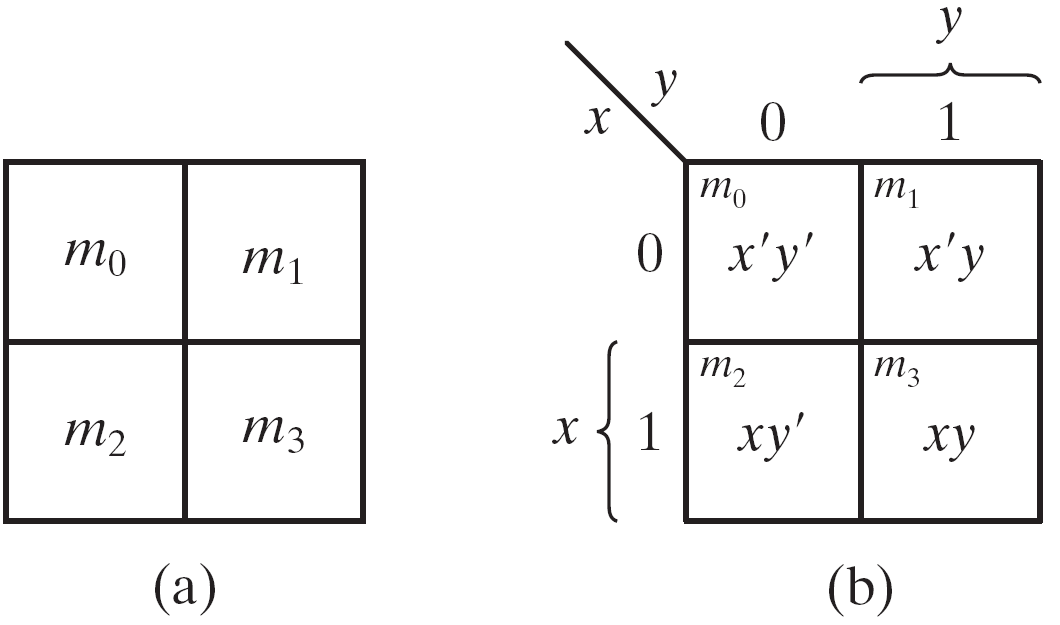 y
x y 0 1
m₀ m₁
0 x′y′ x′y
m₀ m₁
m₂ m₃
x 1 xy′ xy
m₂ m₃
(a) (b)